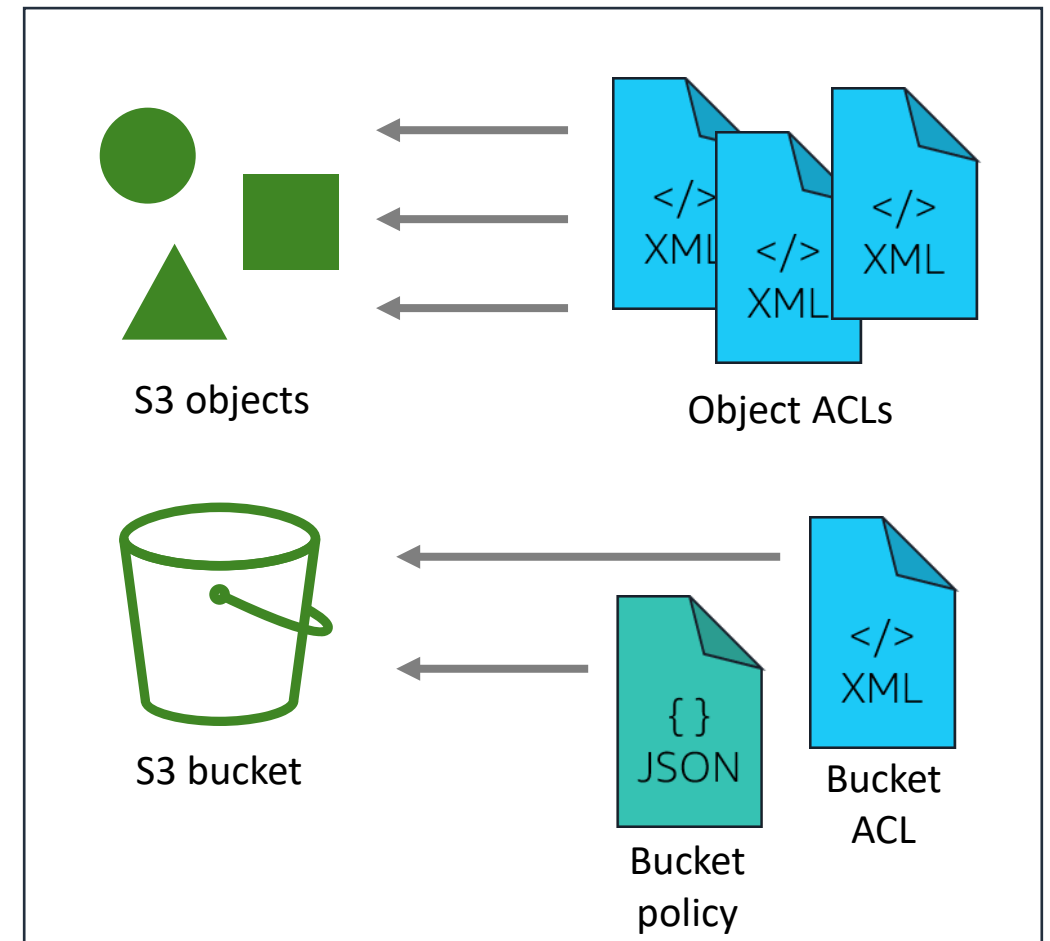 </>
XML
</>
XML
</>
XML
S3 objects
Object ACLs
</>
XML
{ }
JSON
S3 bucket
Bucket
ACL
Bucket
policy